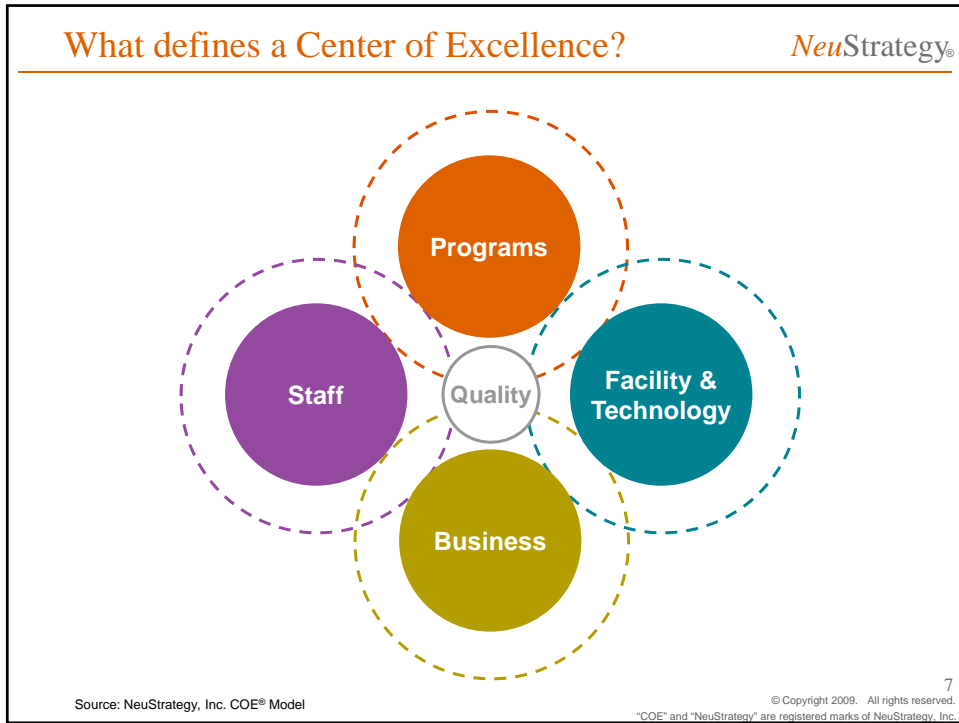 What defines a Center of Excellence?
NeuStrategy®
Programs
Staff
Quality
Facility &
Technology
Business
7
Source: NeuStrategy, Inc. COE® Model
© Copyright 2009. All rights reserved.
“COE” and “NeuStrategy” are registered marks of NeuStrategy, Inc.